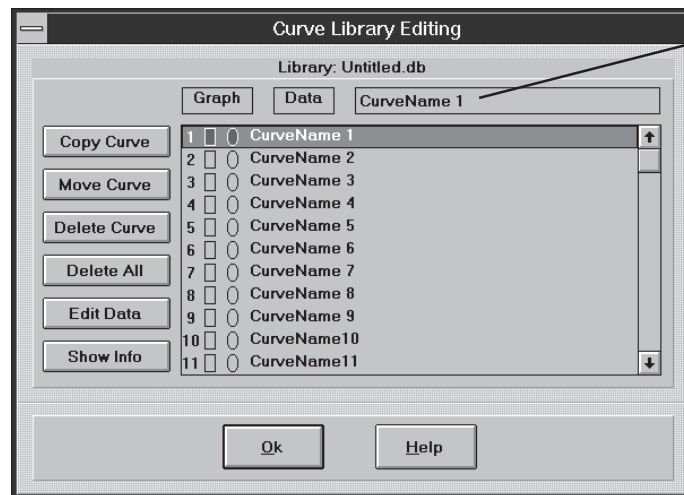 Curve Library Editing
Library: Untitled.db
Graph Data CurveName 1
Copy Curve
Move Curve
Delete Curve
Delete All
Edit Data
Show Info
1 CurveName 1
2 CurveName 2
3 CurveName 3
4 CurveName 4
5 CurveName 5
6 CurveName 6
7 CurveName 7
8 CurveName 8
9 CurveName 9
10 CurveName10
11 CurveName11
Ok Help